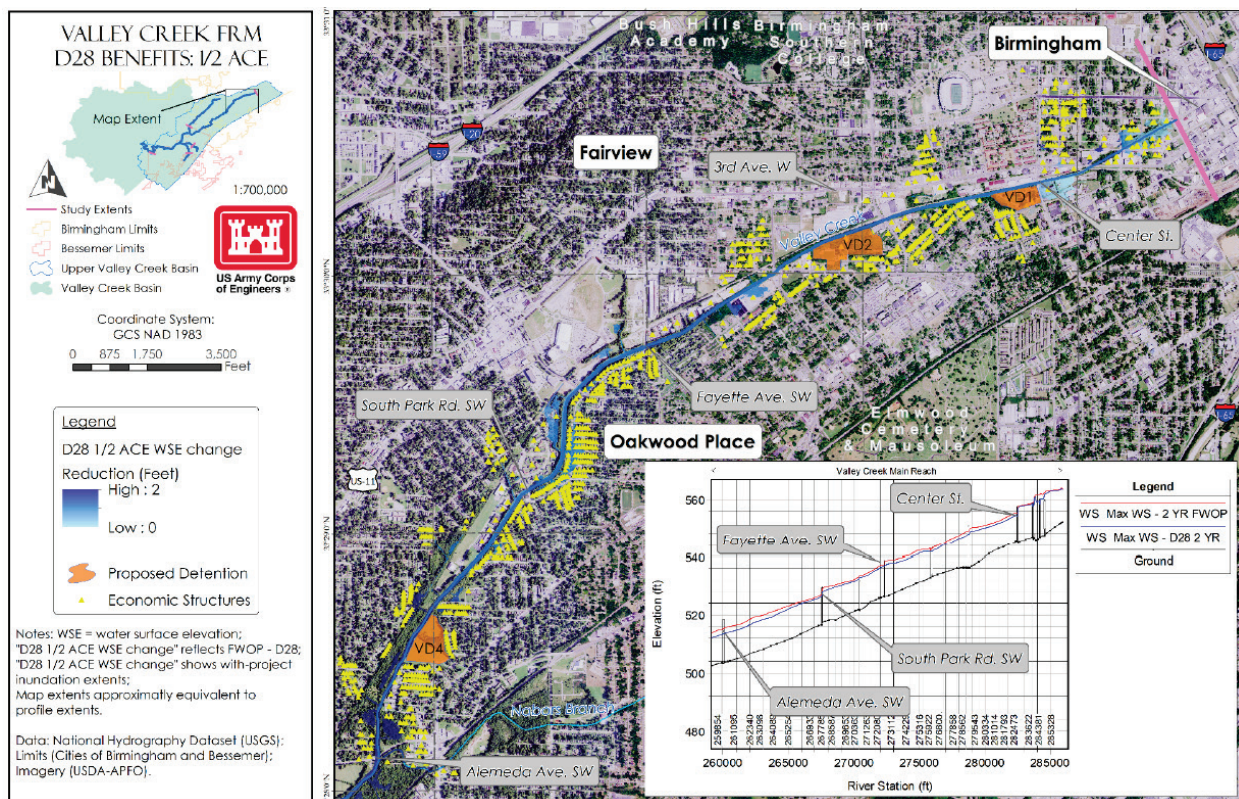 VALLEY CREEK FRM
D28 BENEFITS: 1/2 ACE
Map Extent
N
1:700,000
Study Extents
Birmingham Limits
Bessemer Limits
Upper Valley Creek Basin
Valley Creek Basin
US Army Corps
of Engineers ®
Coordinate System:
GCS NAD 1983
0 875 1,750 3,500
Feet
Legend
D28 1/2 ACE WSE change
Reduction (Feet)
High : 2
Low : 0
Proposed Detention
Economic Structures
Notes: WSE = water surface elevation;
"D28 1/2 ACE WSE change" reflects FWOP - D28;
"D28 1/2 ACE WSE change" shows with-project
inundation extents;
Map extents approximatly equivalent to
profile extents.
Data: National Hydrography Dataset (USGS);
Limits (Cities of Birmingham and Bessemer);
Imagery (USDA-APFO).
Bush Hills
Academy
Birmingham
Southern
College
Birmingham
I-65
I-20
I-59
Fairview
3rd Ave. W
VD1
Valley Creek
VD2
Center St.
South Park Rd. SW
Fayette Ave. SW
Elmwood
Cemetery
& Mausoleum
I-65
Oakwood Place
US-11
VD4
Nabors Branch
Alemeda Ave. SW
Valley Creek Main Reach
Legend
WS Max WS - 2 YR FWOP
WS Max WS - D28 2 YR
Ground
Center St.
Fayette Ave. SW
South Park Rd. SW
Alemeda Ave. SW
Elevation (ft)
560
540
520
500
480
260000 265000 270000 275000 280000 285000
River Station (ft)